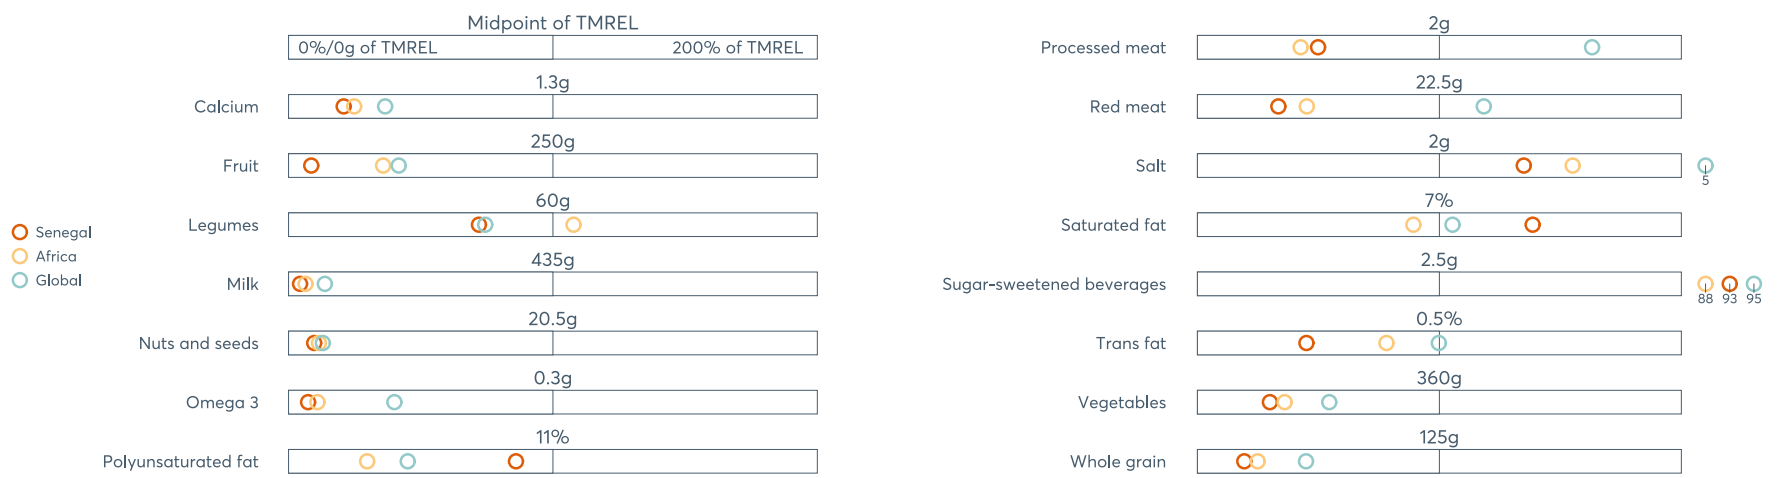 Midpoint of TMREL
0%/0g of TMREL 200% of TMREL
1.3g
Calcium
250g
Fruit
60g
Legumes
435g
Milk
20.5g
Nuts and seeds
0.3g
Omega 3
11%
Polyunsaturated fat
Senegal
Africa
Global
2g
Processed meat
22.5g
Red meat
2g
Salt
5
7%
Saturated fat
2.5g
Sugar-sweetened beverages
88 93 95
0.5%
Trans fat
360g
Vegetables
125g
Whole grain